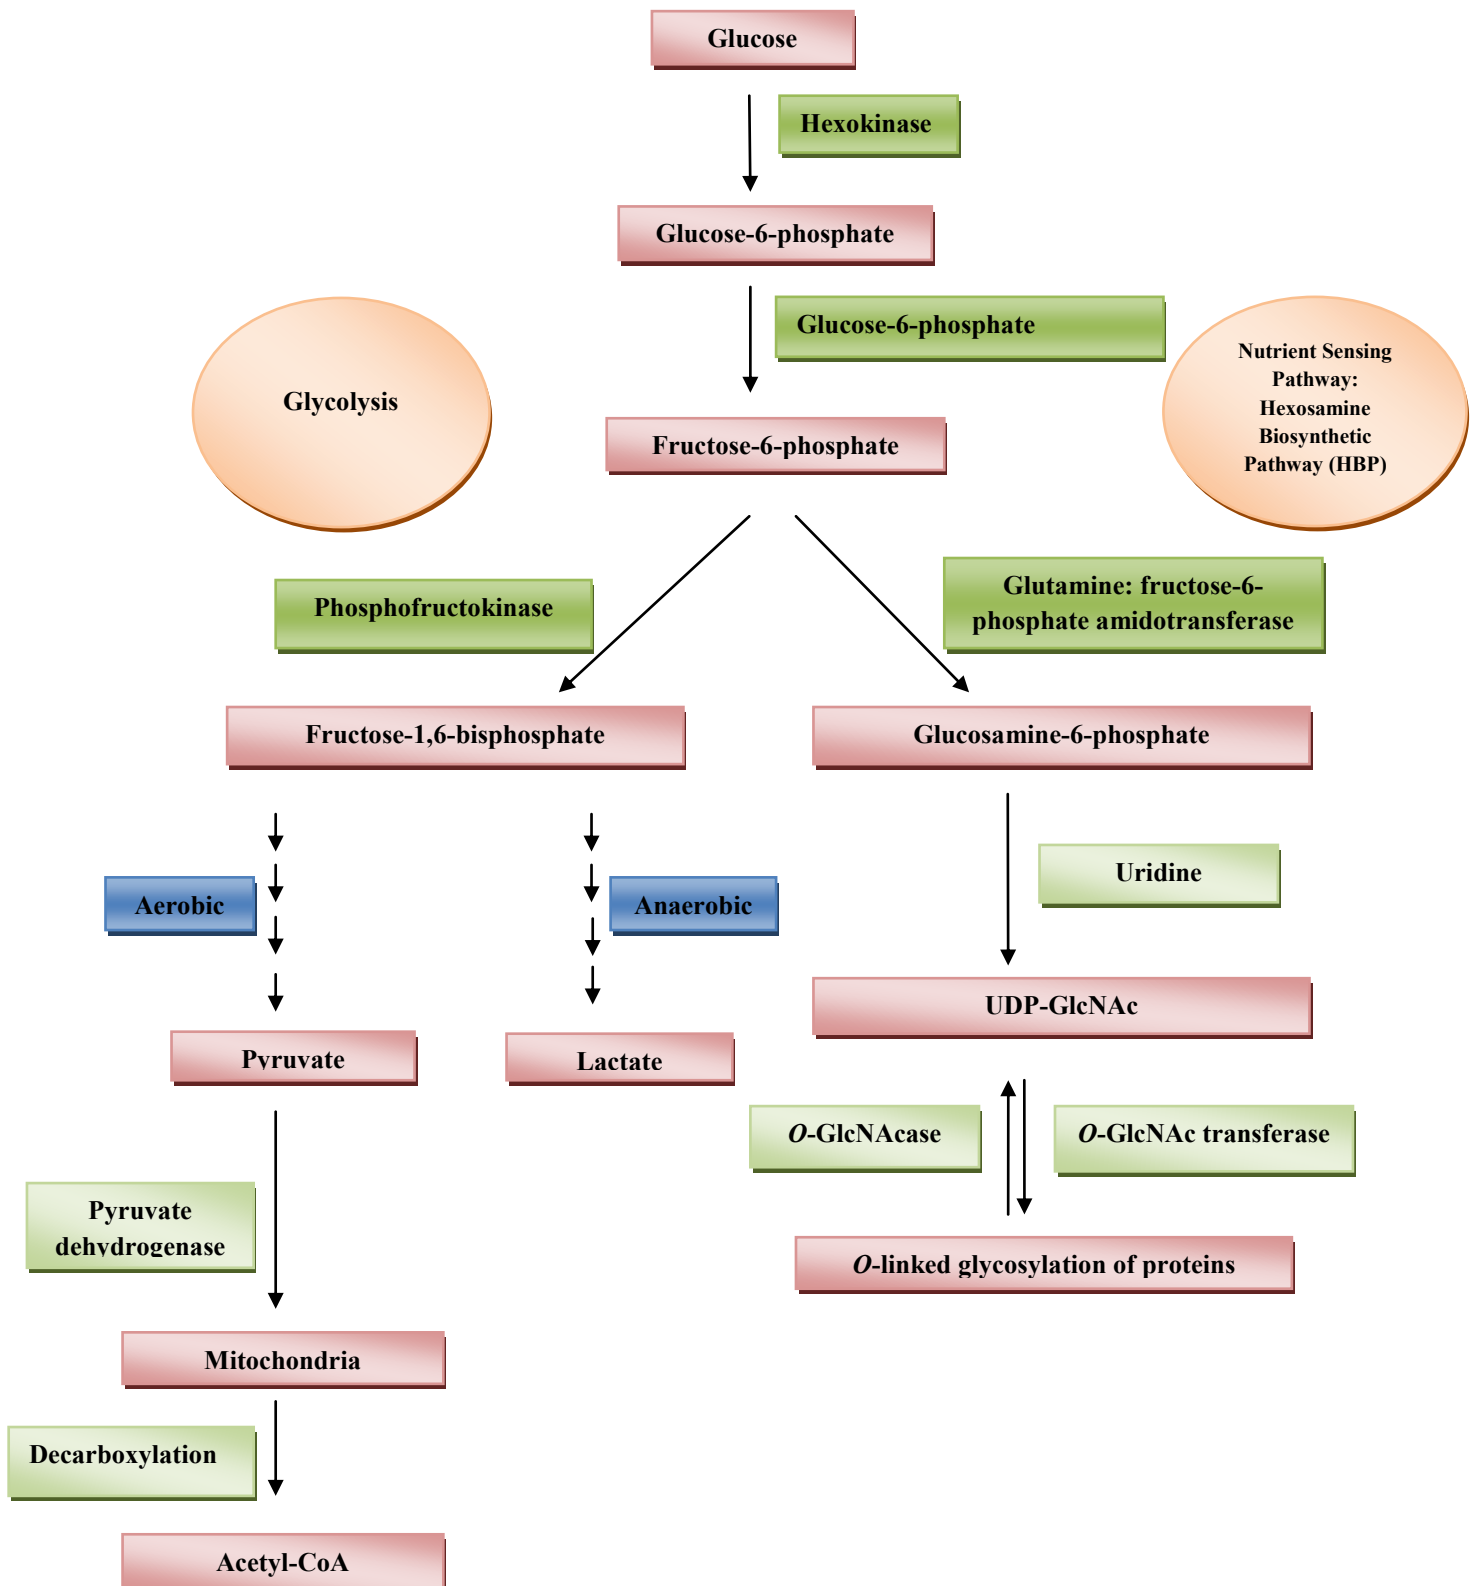 Glucose
Hexokinase
Glucose-6-phosphate
Glucose-6-phosphate
Glycolysis
Nutrient Sensing
Pathway:
Hexosamine
Biosynthetic
Pathway (HBP)
Fructose-6-phosphate
Phosphofructokinase
Glutamine: fructose-6-
phosphate amidotransferase
Fructose-1,6-bisphosphate
Glucosamine-6-phosphate
Uridine
Aerobic
Anaerobic
UDP-GlcNAc
Pyruvate
Lactate
O-GlcNAcase
O-GlcNAc transferase
Pyruvate
dehydrogenase
O-linked glycosylation of proteins
Mitochondria
Decarboxylation
Acetyl-CoA